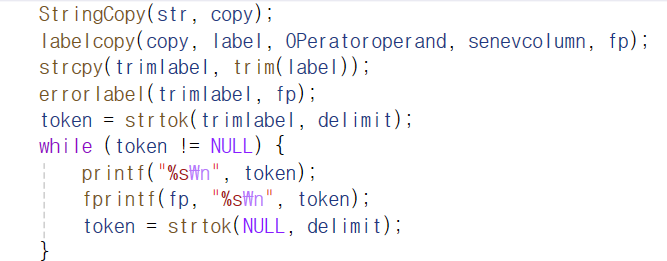 StringCopy(str, copy);
labelcopy(copy, label, OPeratoroperand, senevcolumn, fp);
strcpy(trimlabel, trim(label));
errorlabel(trimlabel, fp);
token = strtok(trimlabel, delimit);
while (token != NULL) {
printf("%s₩n", token);
fprintf(fp, "%s₩n", token);
token = strtok(NULL, delimit);
}